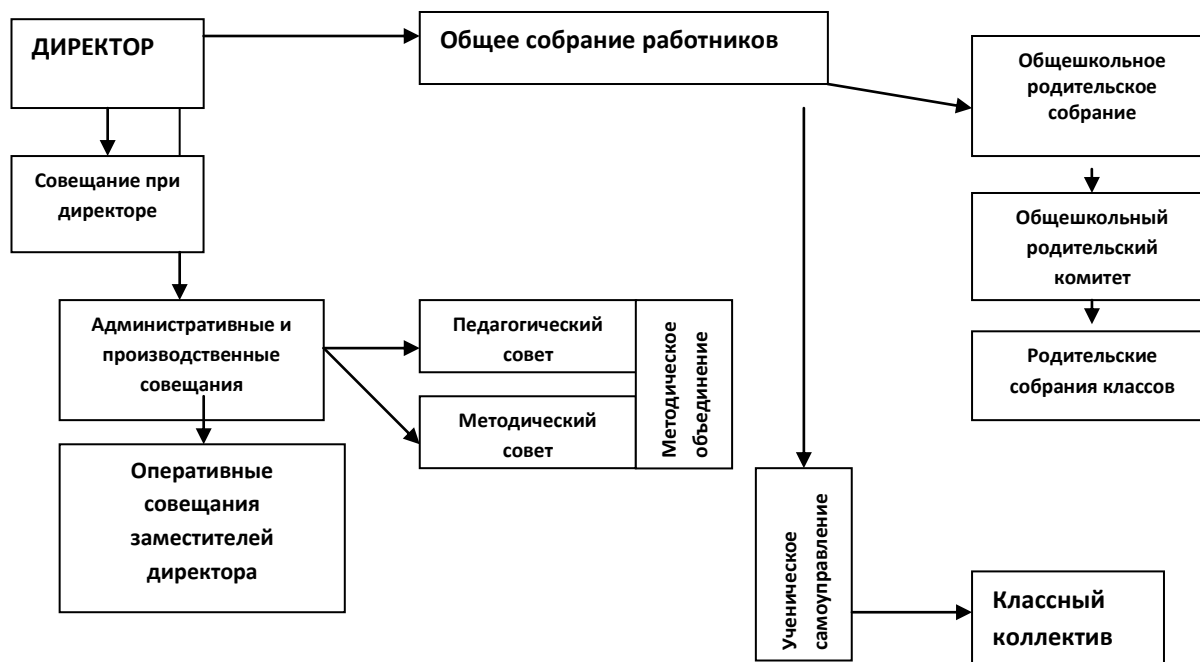 ДИРЕКТОР
Общее собрание работников
Общешкольное
родительское
собрание
Совещание при
директоре
Общешкольный
родительский
комитет
Административные и
производственные
совещания
Педагогический
совет
Методическое
объединение
Родительские
собрания классов
Методический
совет
Оперативные
совещания
заместителей
директора
Ученическое
самоуправление
Классный
коллектив